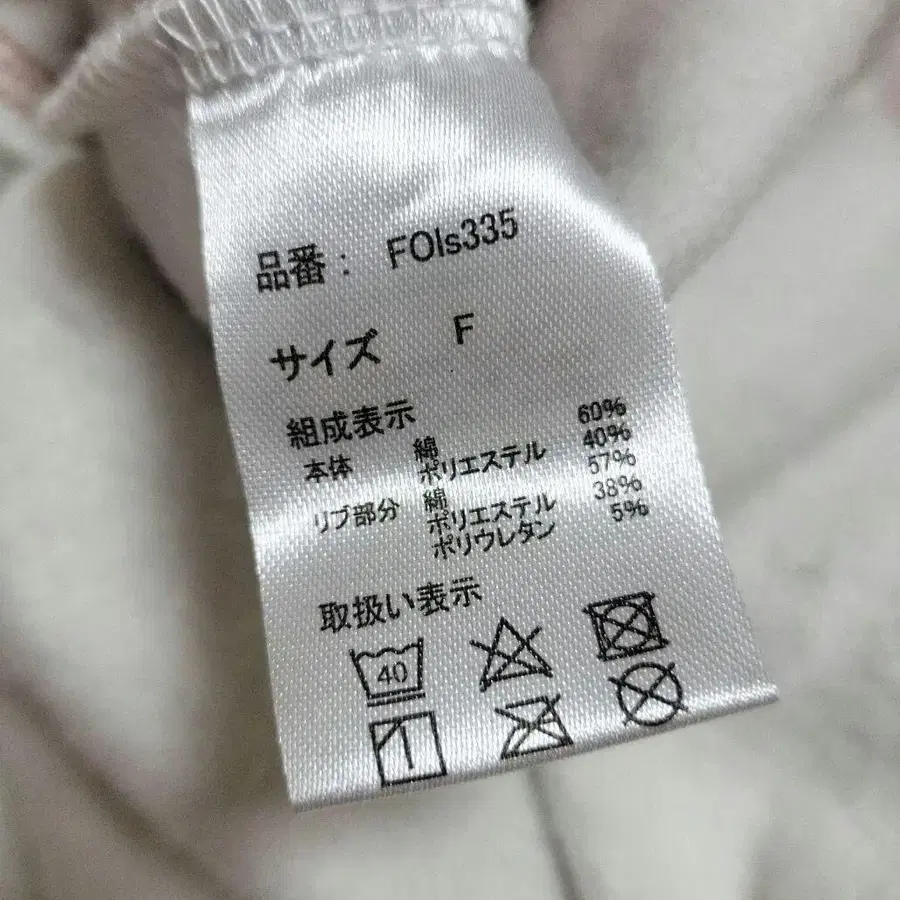 品番： FOIs335
サイズ F
組成表示
本体 綿 60%
ポリエステル 40%
リブ部分 綿 57%
ポリエステル 38%
ポリウレタン 5%
取扱い表示
40